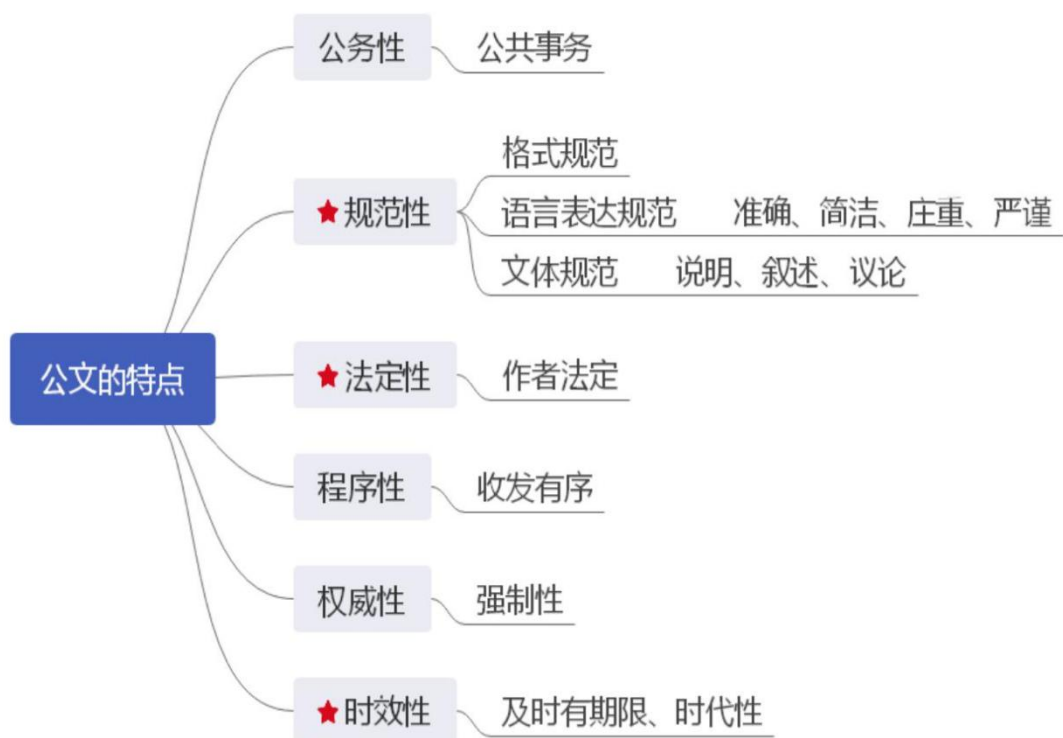 公务性 公共事务
格式规范
★规范性 语言表达规范 准确、简洁、庄重、严谨
文体规范 说明、叙述、议论
公文的特点
★法定性 作者法定
程序性 收发有序
权威性 强制性
★时效性 及时有期限、时代性